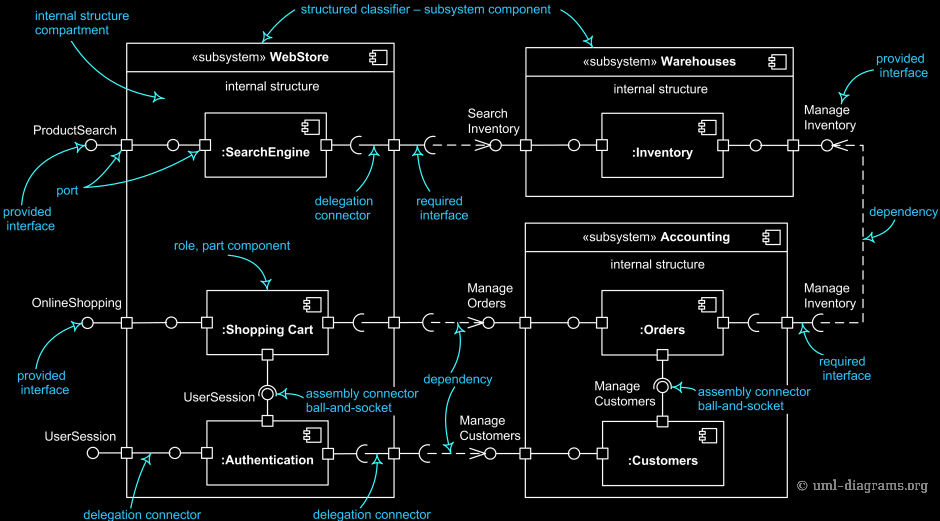 structured classifier – subsystem component
internal structure
compartment
«subsystem» WebStore
internal structure
«subsystem» Warehouses
internal structure
provided
interface
ProductSearch
:SearchEngine
Search
Inventory
:Inventory
Manage
Inventory
port
provided
interface
delegation
connector
required
interface
dependency
role, part component
«subsystem» Accounting
internal structure
OnlineShopping
:Shopping Cart
Manage
Orders
:Orders
Manage
Inventory
provided
interface
dependency
required
interface
UserSession
assembly connector
ball-and-socket
Manage
Customers
assembly connector
ball-and-socket
UserSession
:Authentication
Manage
Customers
:Customers
delegation connector
delegation connector
© uml-diagrams.org